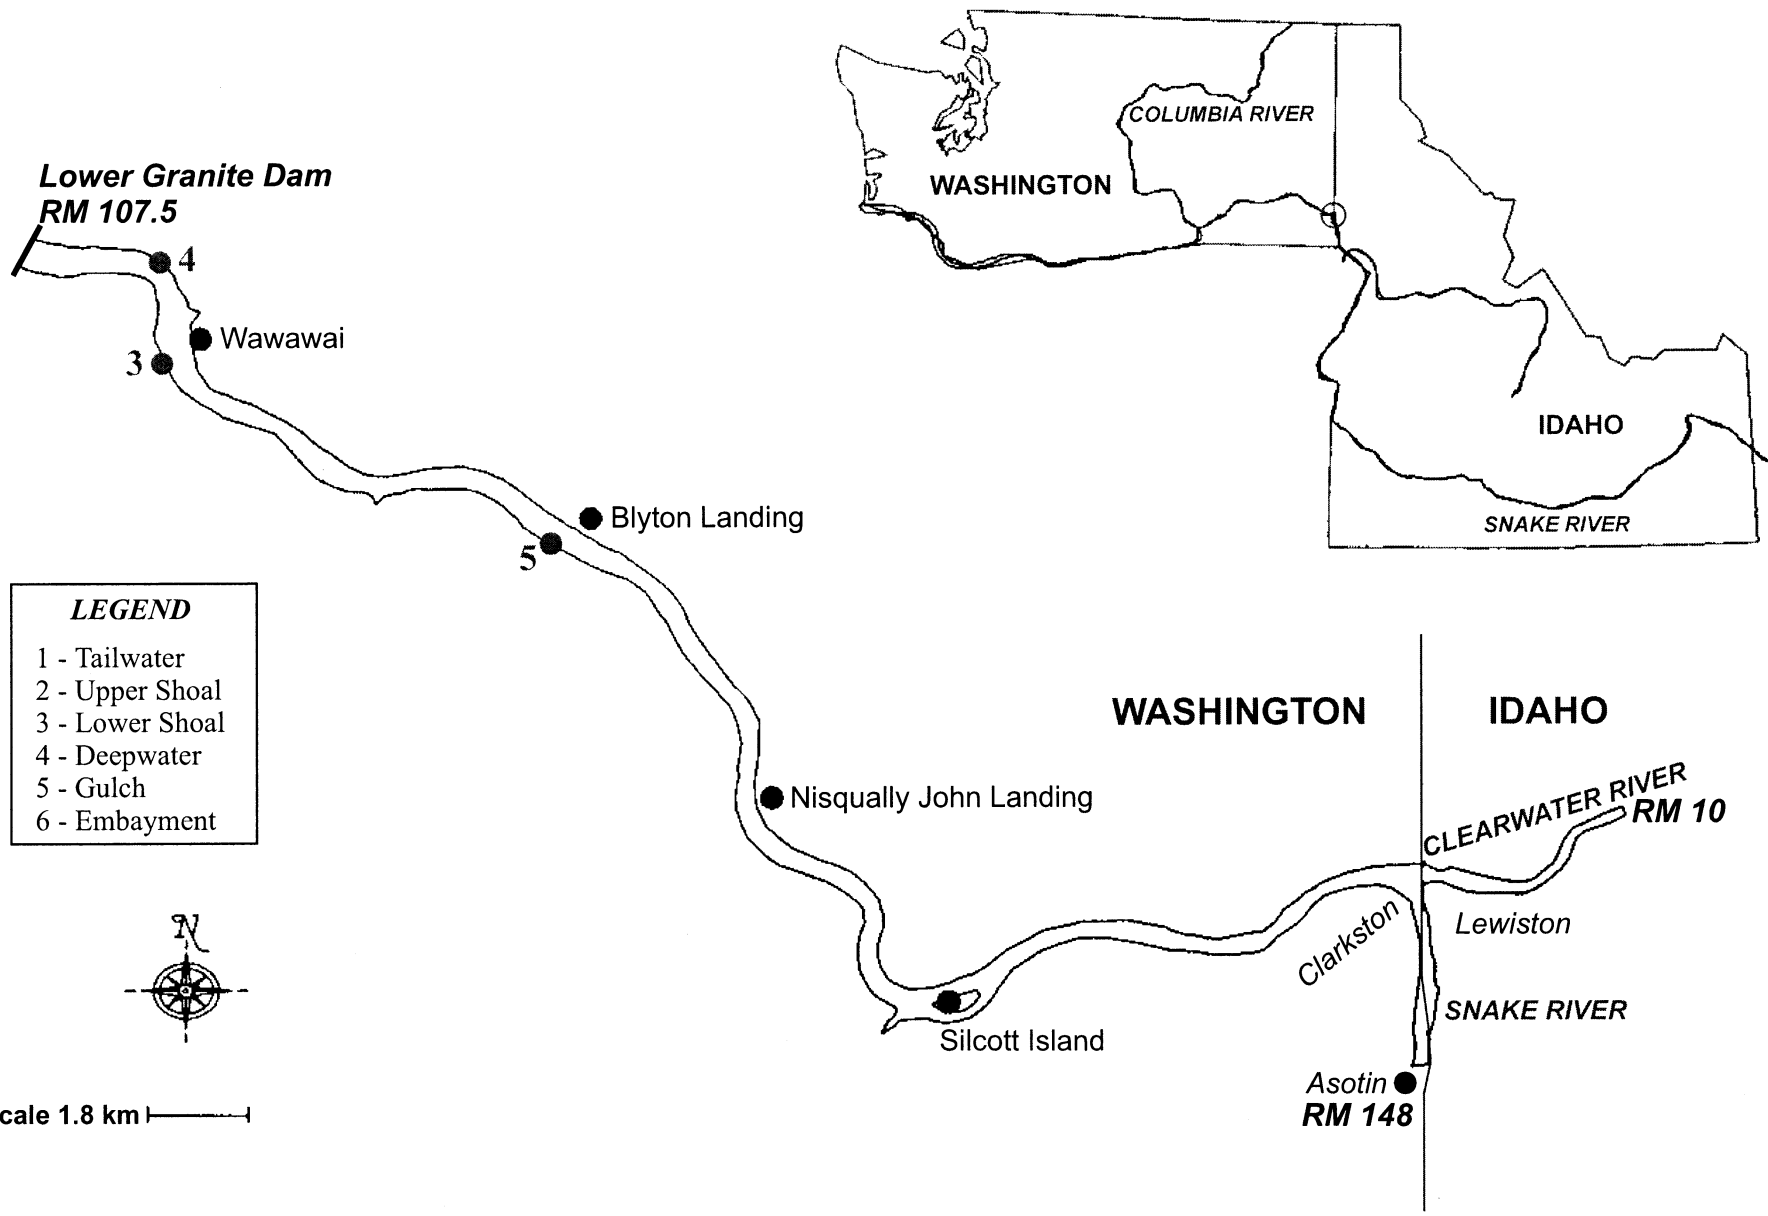 COLUMBIA RIVER
WASHINGTON
IDAHO
SNAKE RIVER
Lower Granite Dam
RM 107.5
4
Wawawai
3
Blyton Landing
5
LEGEND
1 - Tailwater
2 - Upper Shoal
3 - Lower Shoal
4 - Deepwater
5 - Gulch
6 - Embayment
WASHINGTON
IDAHO
Nisqually John Landing
CLEARWATER RIVER
RM 10
Clarkston
Lewiston
N
SNAKE RIVER
Silcott Island
Asotin
RM 148
cale 1.8 km